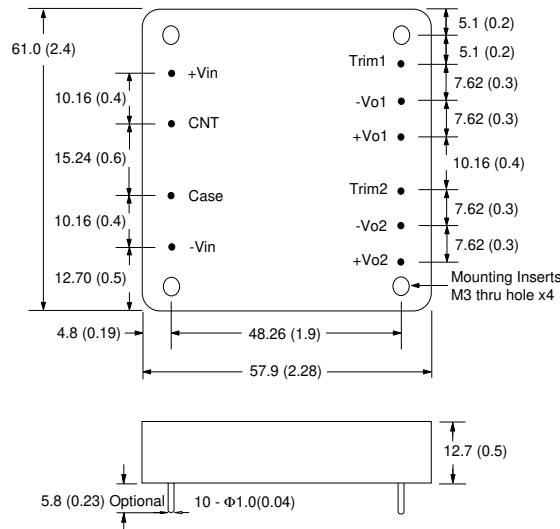 5.1 (0.2)
61.0 (2.4)
5.1 (0.2)
Trim1
+Vin
7.62 (0.3)
10.16 (0.4)
-Vo1
CNT
7.62 (0.3)
+Vo1
15.24 (0.6)
10.16 (0.4)
Case
Trim2
7.62 (0.3)
10.16 (0.4)
-Vo2
-Vin
7.62 (0.3)
+Vo2
12.70 (0.5)
Mounting Inserts
M3 thru hole x4
4.8 (0.19)
48.26 (1.9)
57.9 (2.28)
12.7 (0.5)
5.8 (0.23) Optional
10 - Φ1.0(0.04)